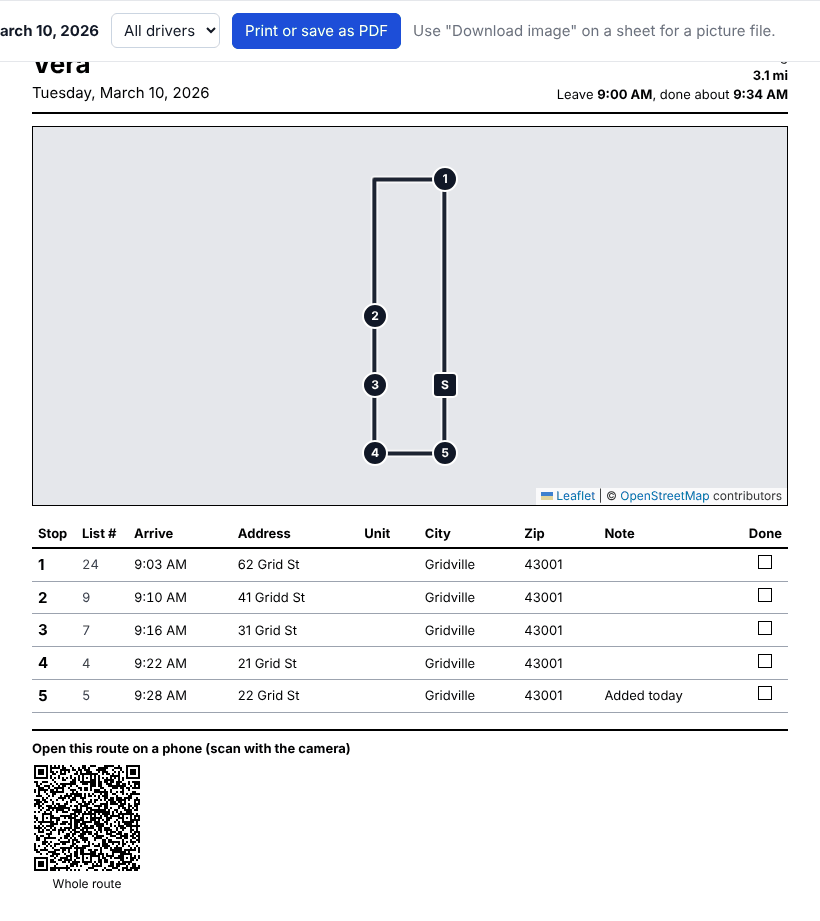 arch 10, 2026 All drivers Print or save as PDF Use "Download image" on a sheet for a picture file.
Vera
3.1 mi
Tuesday, March 10, 2026
Leave 9:00 AM, done about 9:34 AM
1
2
3 S
4 5
Leaflet | © OpenStreetMap contributors
Stop List # Arrive Address Unit City Zip Note Done
1 24 9:03 AM 62 Grid St Gridville 43001
2 9 9:10 AM 41 Gridd St Gridville 43001
3 7 9:16 AM 31 Grid St Gridville 43001
4 4 9:22 AM 21 Grid St Gridville 43001
5 5 9:28 AM 22 Grid St Gridville 43001 Added today
Open this route on a phone (scan with the camera)
Whole route